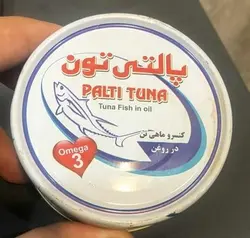 پالتی تون
PALTI TUNA
Tuna Fish in oil
کنسرو ماهی تن
در روغن
Omega
3